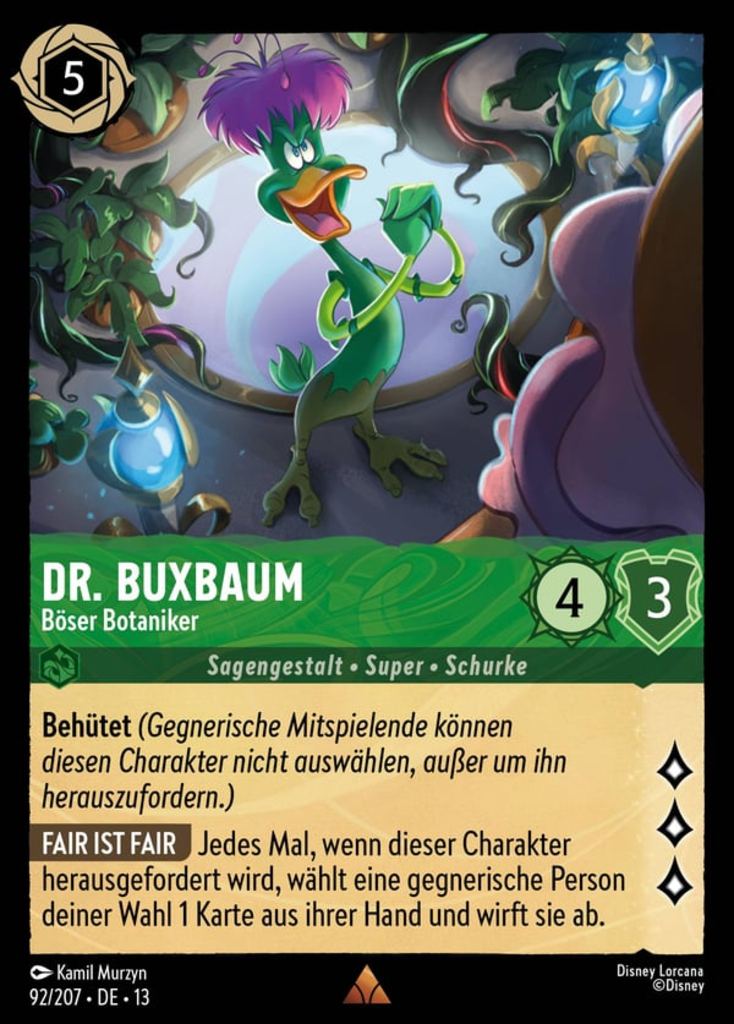 5
DR. BUXBAUM
Böser Botaniker
4
3
Sagengestalt • Super • Schurke
Behütet (Gegnerische Mitspielende können
diesen Charakter nicht auswählen, außer um ihn
herauszufordern.)
FAIR IST FAIR Jedes Mal, wenn dieser Charakter
herausgefordert wird, wählt eine gegnerische Person
deiner Wahl 1 Karte aus ihrer Hand und wirft sie ab.
Kamil Murzyn
92/207 • DE • 13
Disney Lorcana
©Disney